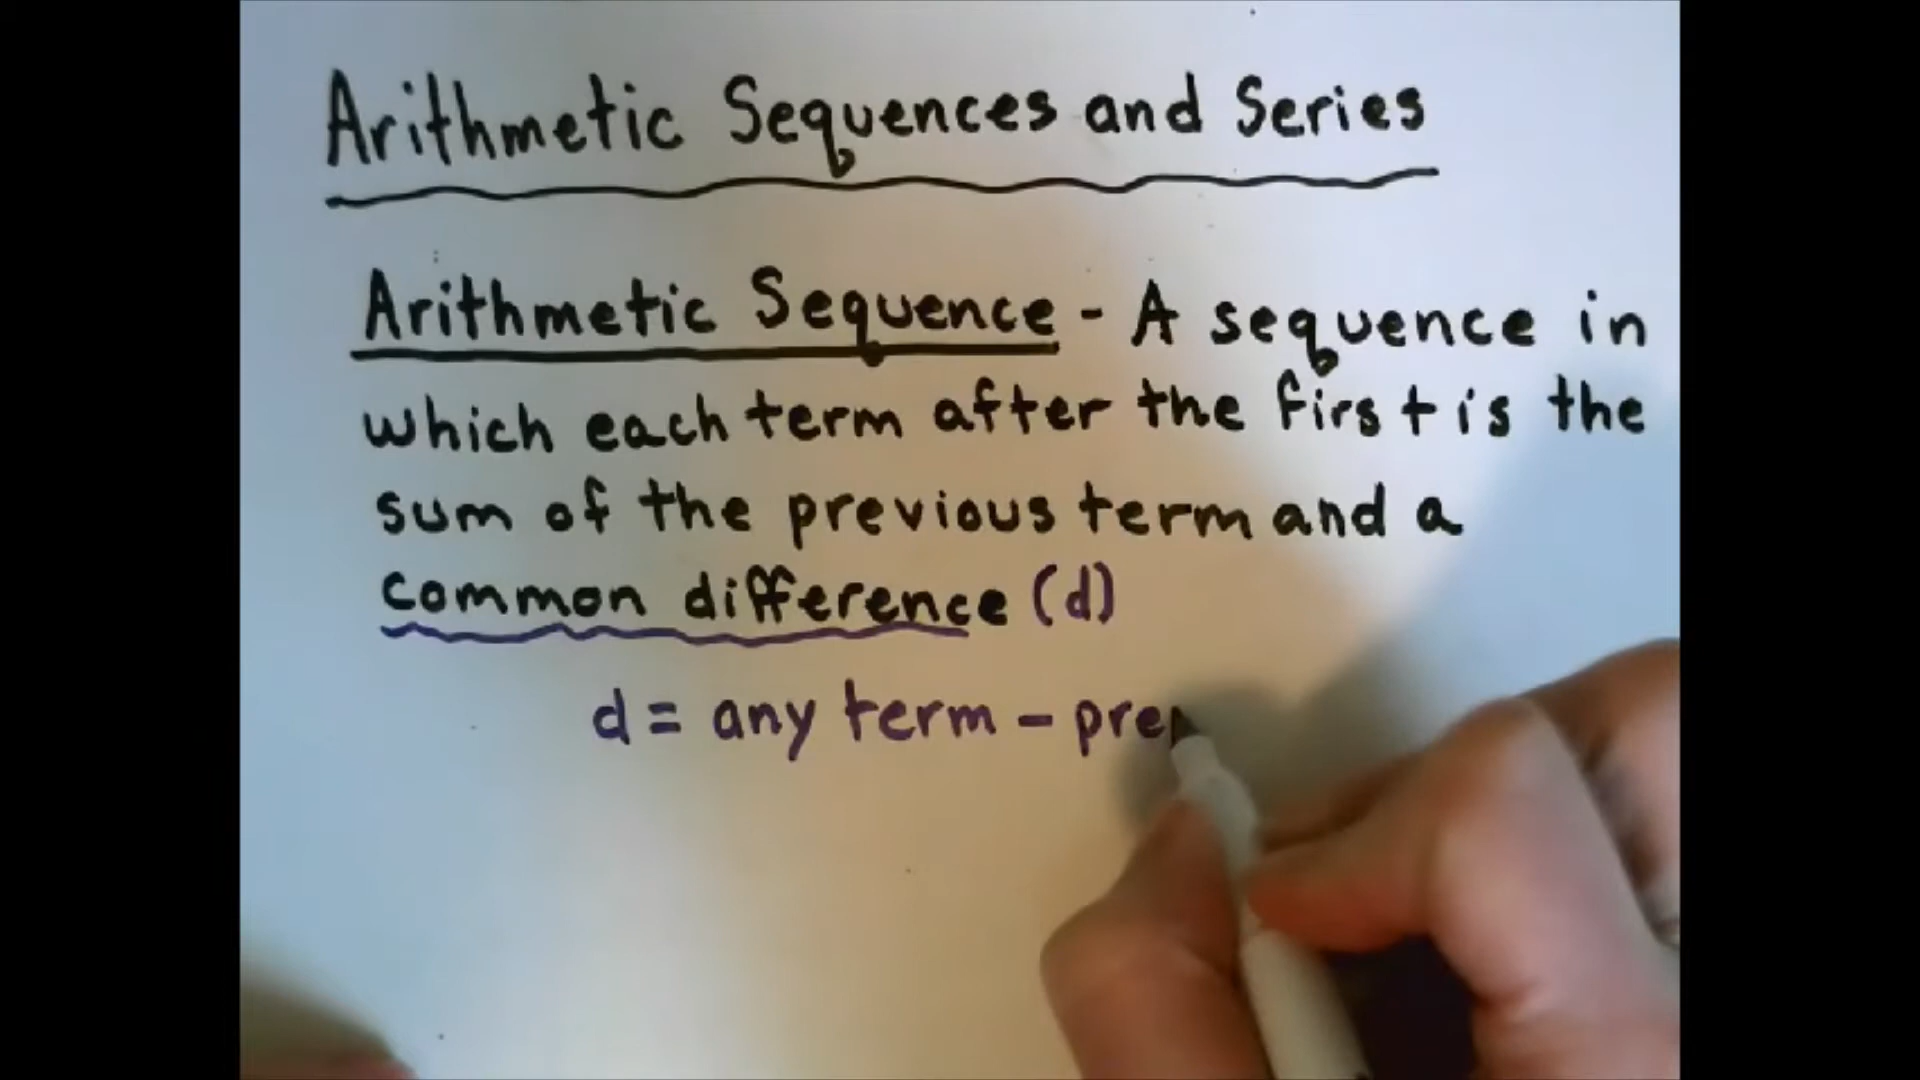 Arithmetic Sequences and Series
Arithmetic Sequence - A sequence in
which each term after the first is the
sum of the previous term and a
common difference (d)
d = any term - pre